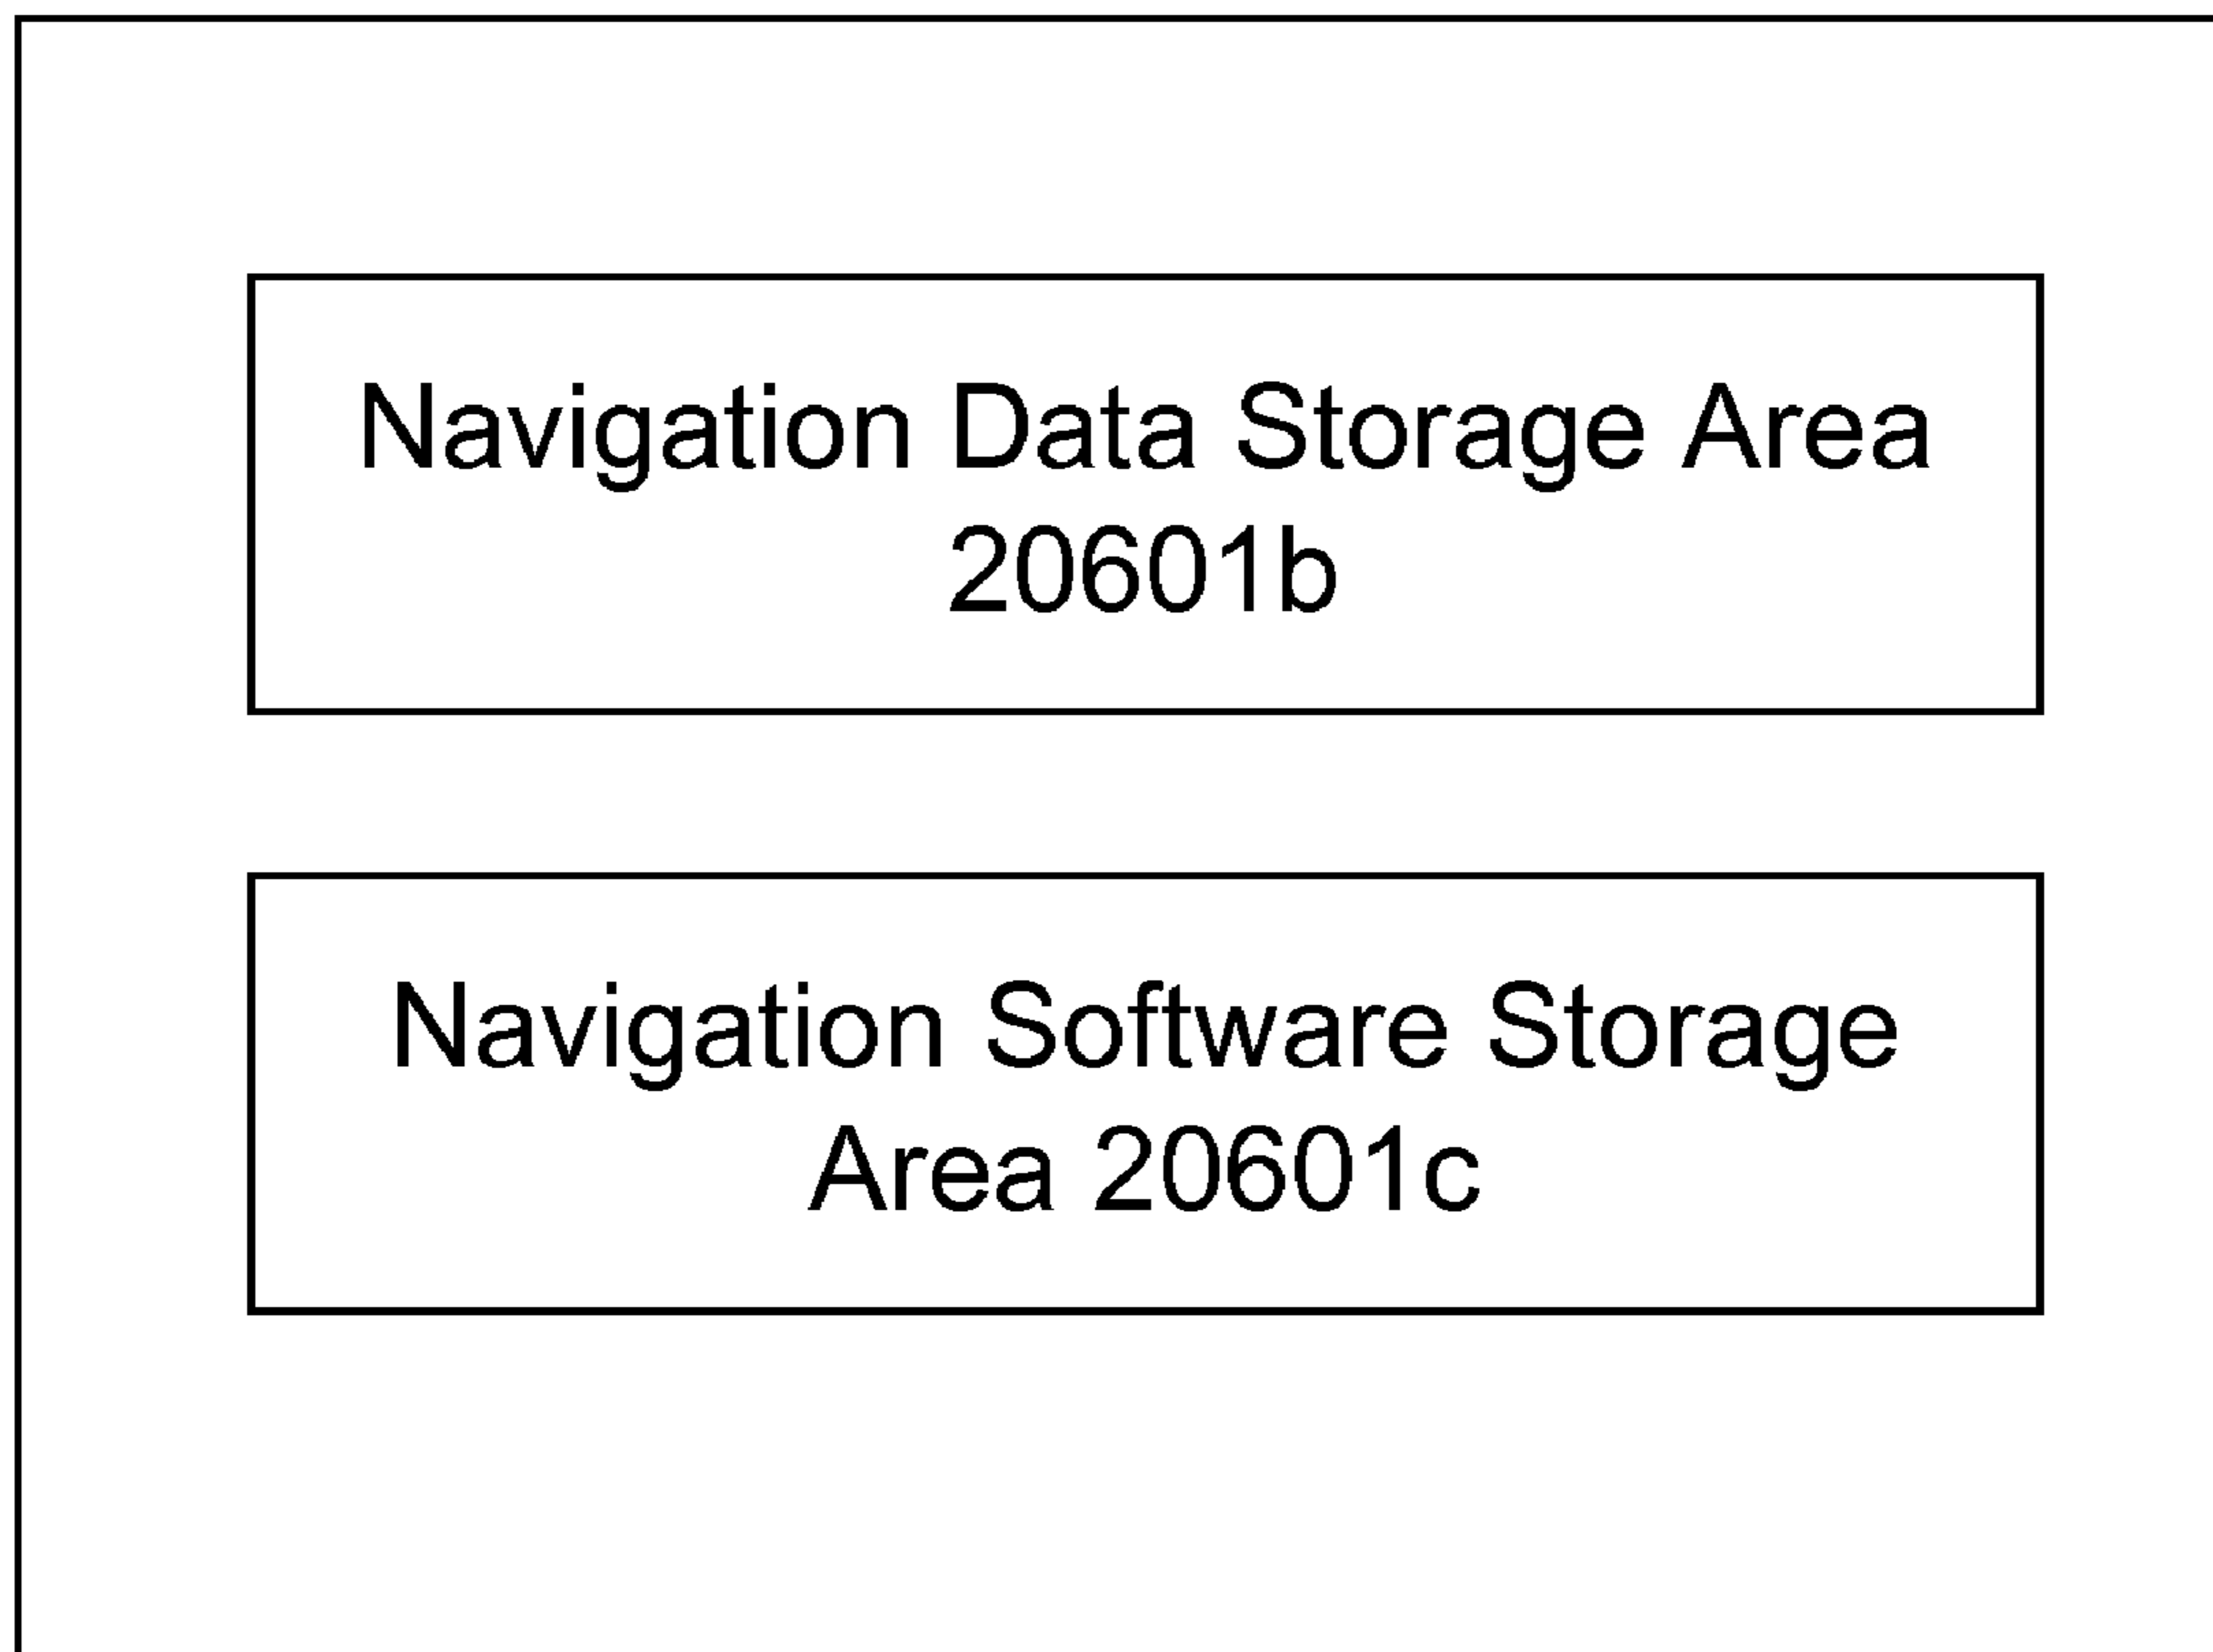 Navigation Data Storage Area
20601b
Navigation Software Storage
Area 20601c